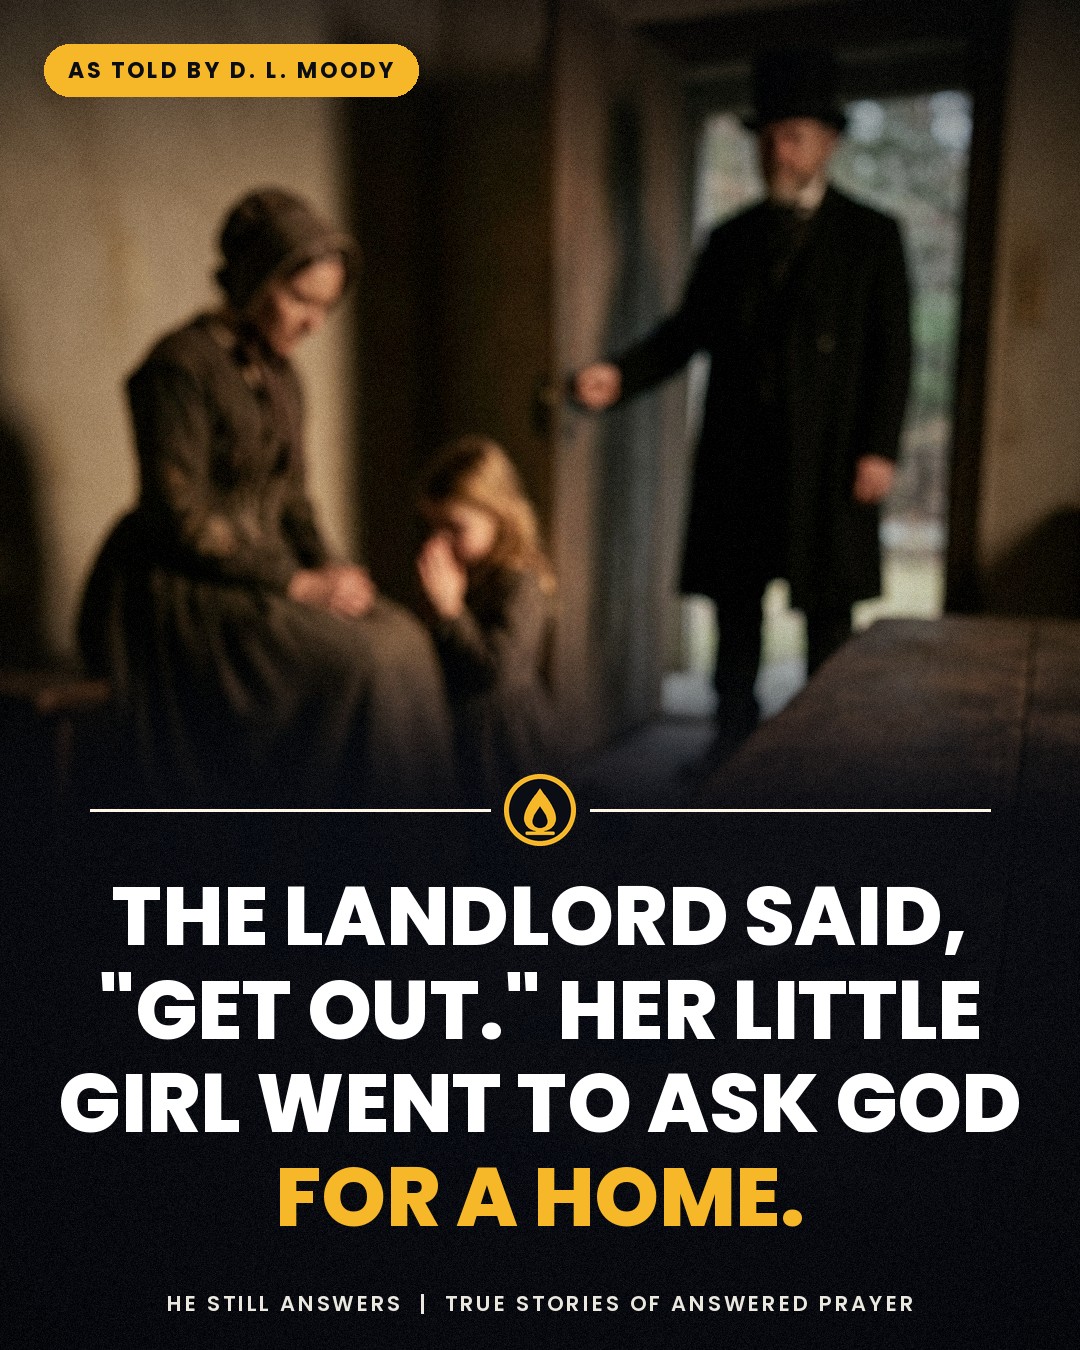 AS TOLD BY D. L. MOODY
THE LANDLORD SAID,
"GET OUT." HER LITTLE
GIRL WENT TO ASK GOD
FOR A HOME.
HE STILL ANSWERS | TRUE STORIES OF ANSWERED PRAYER